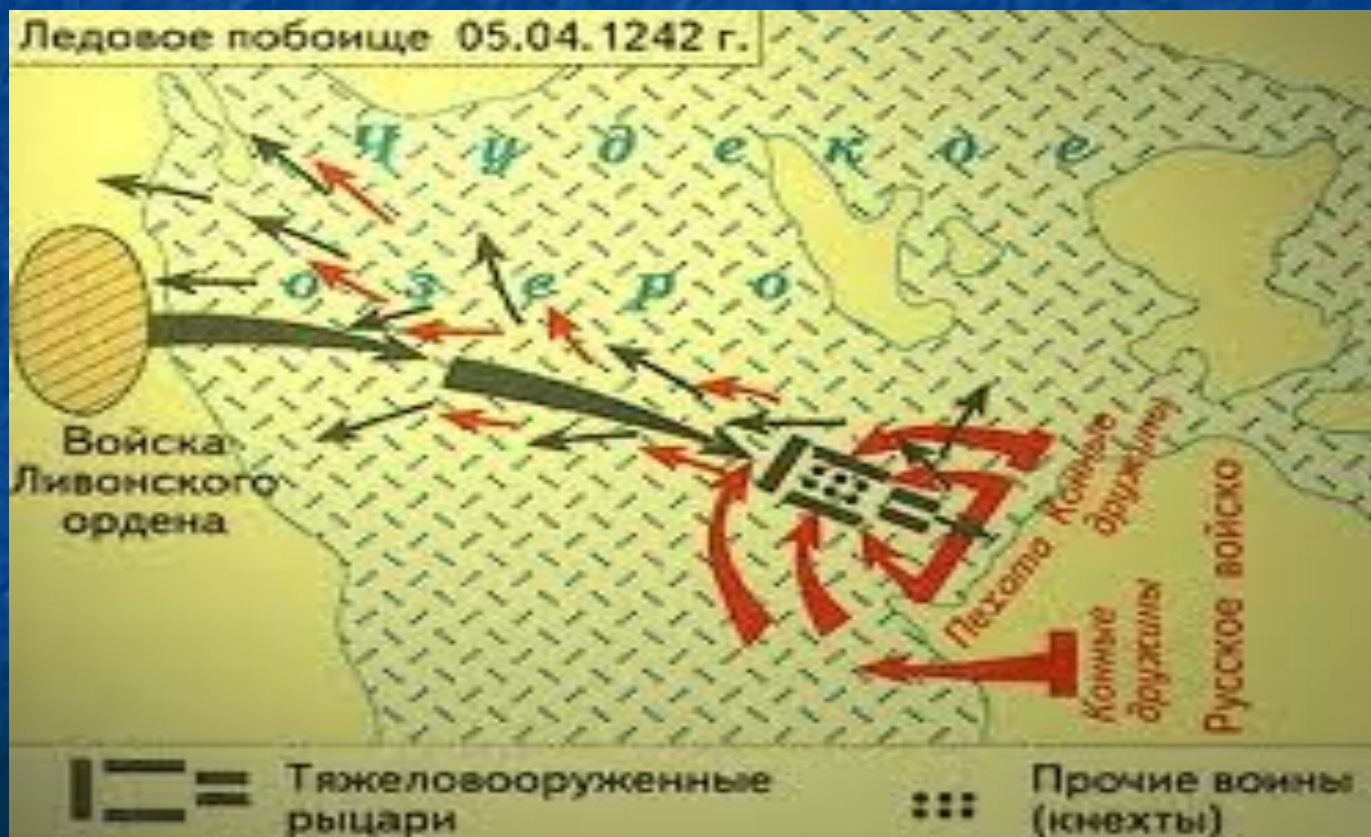 Ледовое побоище 05.04.1242 г.
Чудское
озеро
Войска
Ливонского
ордена
Пехота
Конные
дружины
Конные
дружины
Русское войско
Тяжеловооруженные
рыцари
Прочие воины
(кнехты)